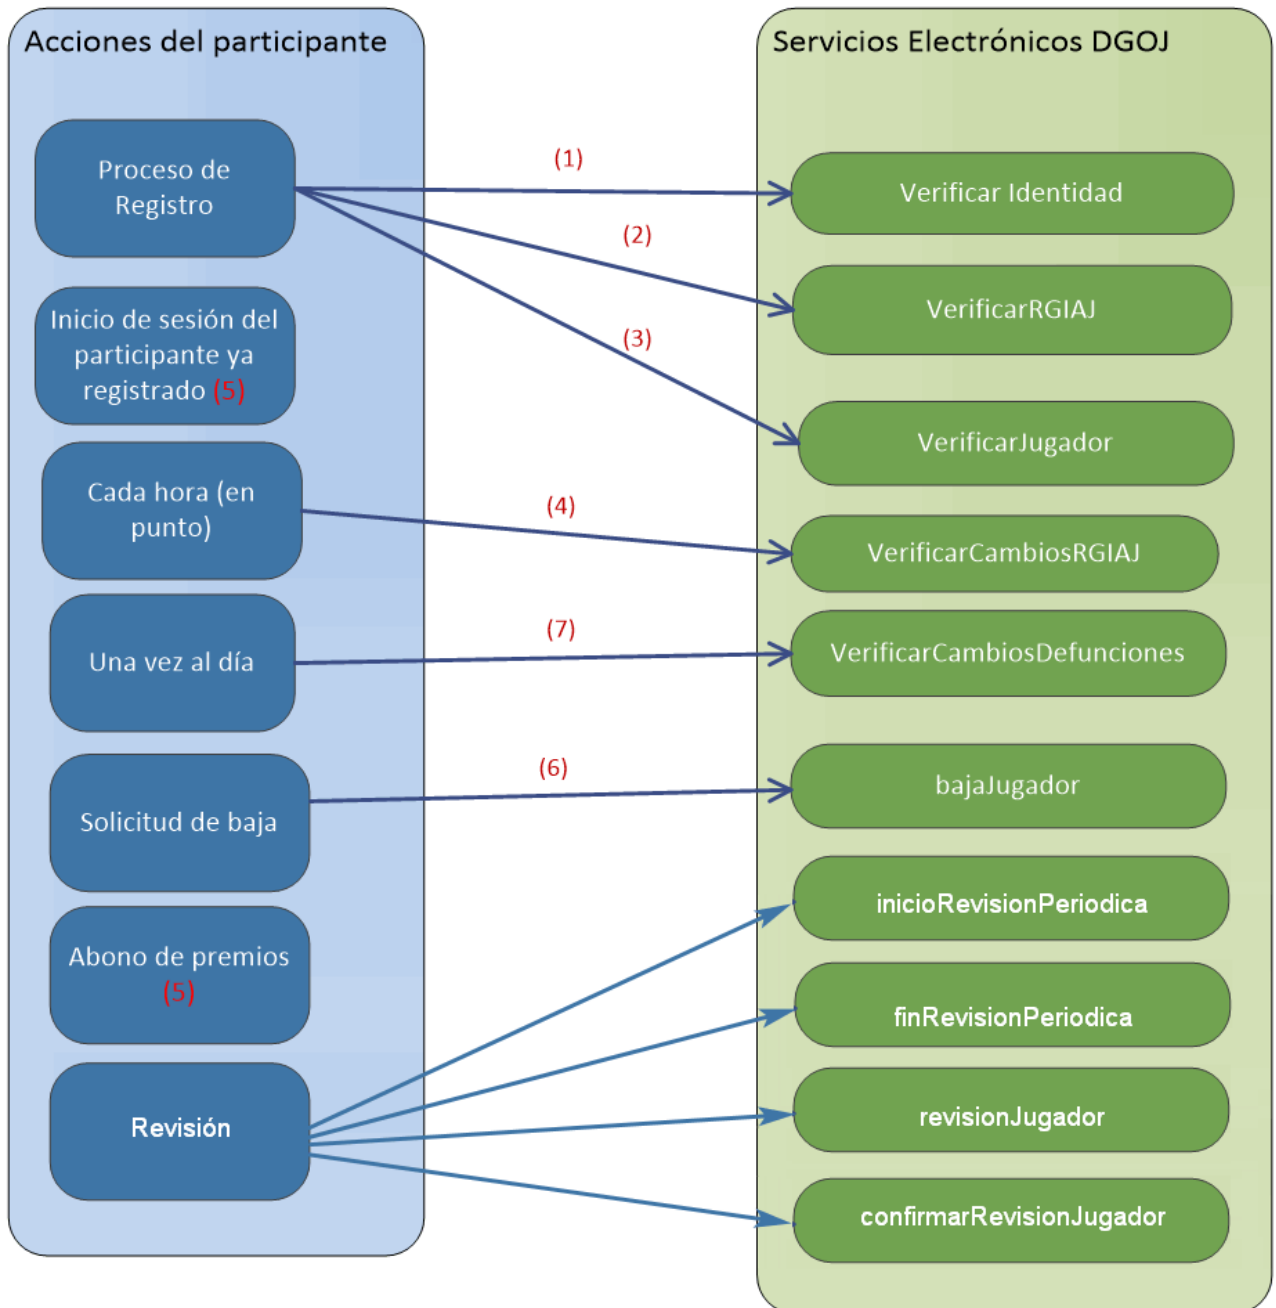 Acciones del participante
Proceso de
Registro
Inicio de sesión del
participante ya
registrado (5)
Cada hora (en
punto)
Una vez al día
Solicitud de baja
Abono de premios
(5)
Revisión
(1)
(2)
(3)
(4)
(7)
(6)
Servicios Electrónicos DGOJ
Verificar Identidad
VerificarRGIAJ
VerificarJugador
VerificarCambiosRGIAJ
VerificarCambiosDefunciones
bajaJugador
inicioRevisionPeriodica
finRevisionPeriodica
revisionJugador
confirmarRevisionJugador